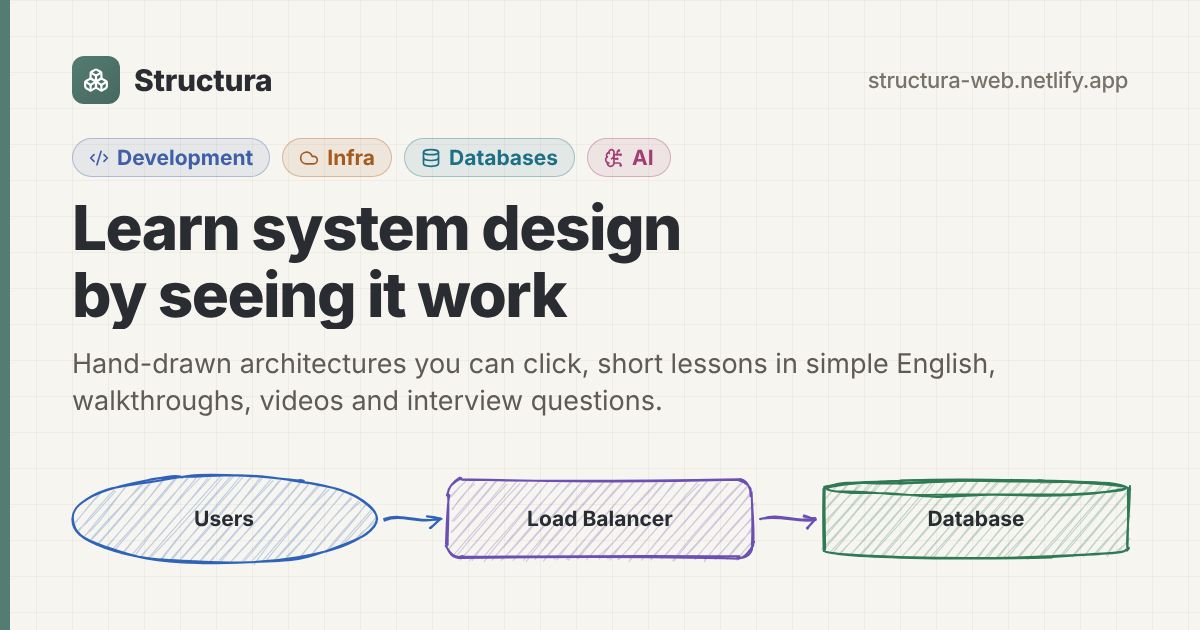 Structura
structura-web.netlify.app
Development
Infra
Databases
AI
Learn system design
by seeing it work
Hand-drawn architectures you can click, short lessons in simple English,
walkthroughs, videos and interview questions.
Users
Load Balancer
Database